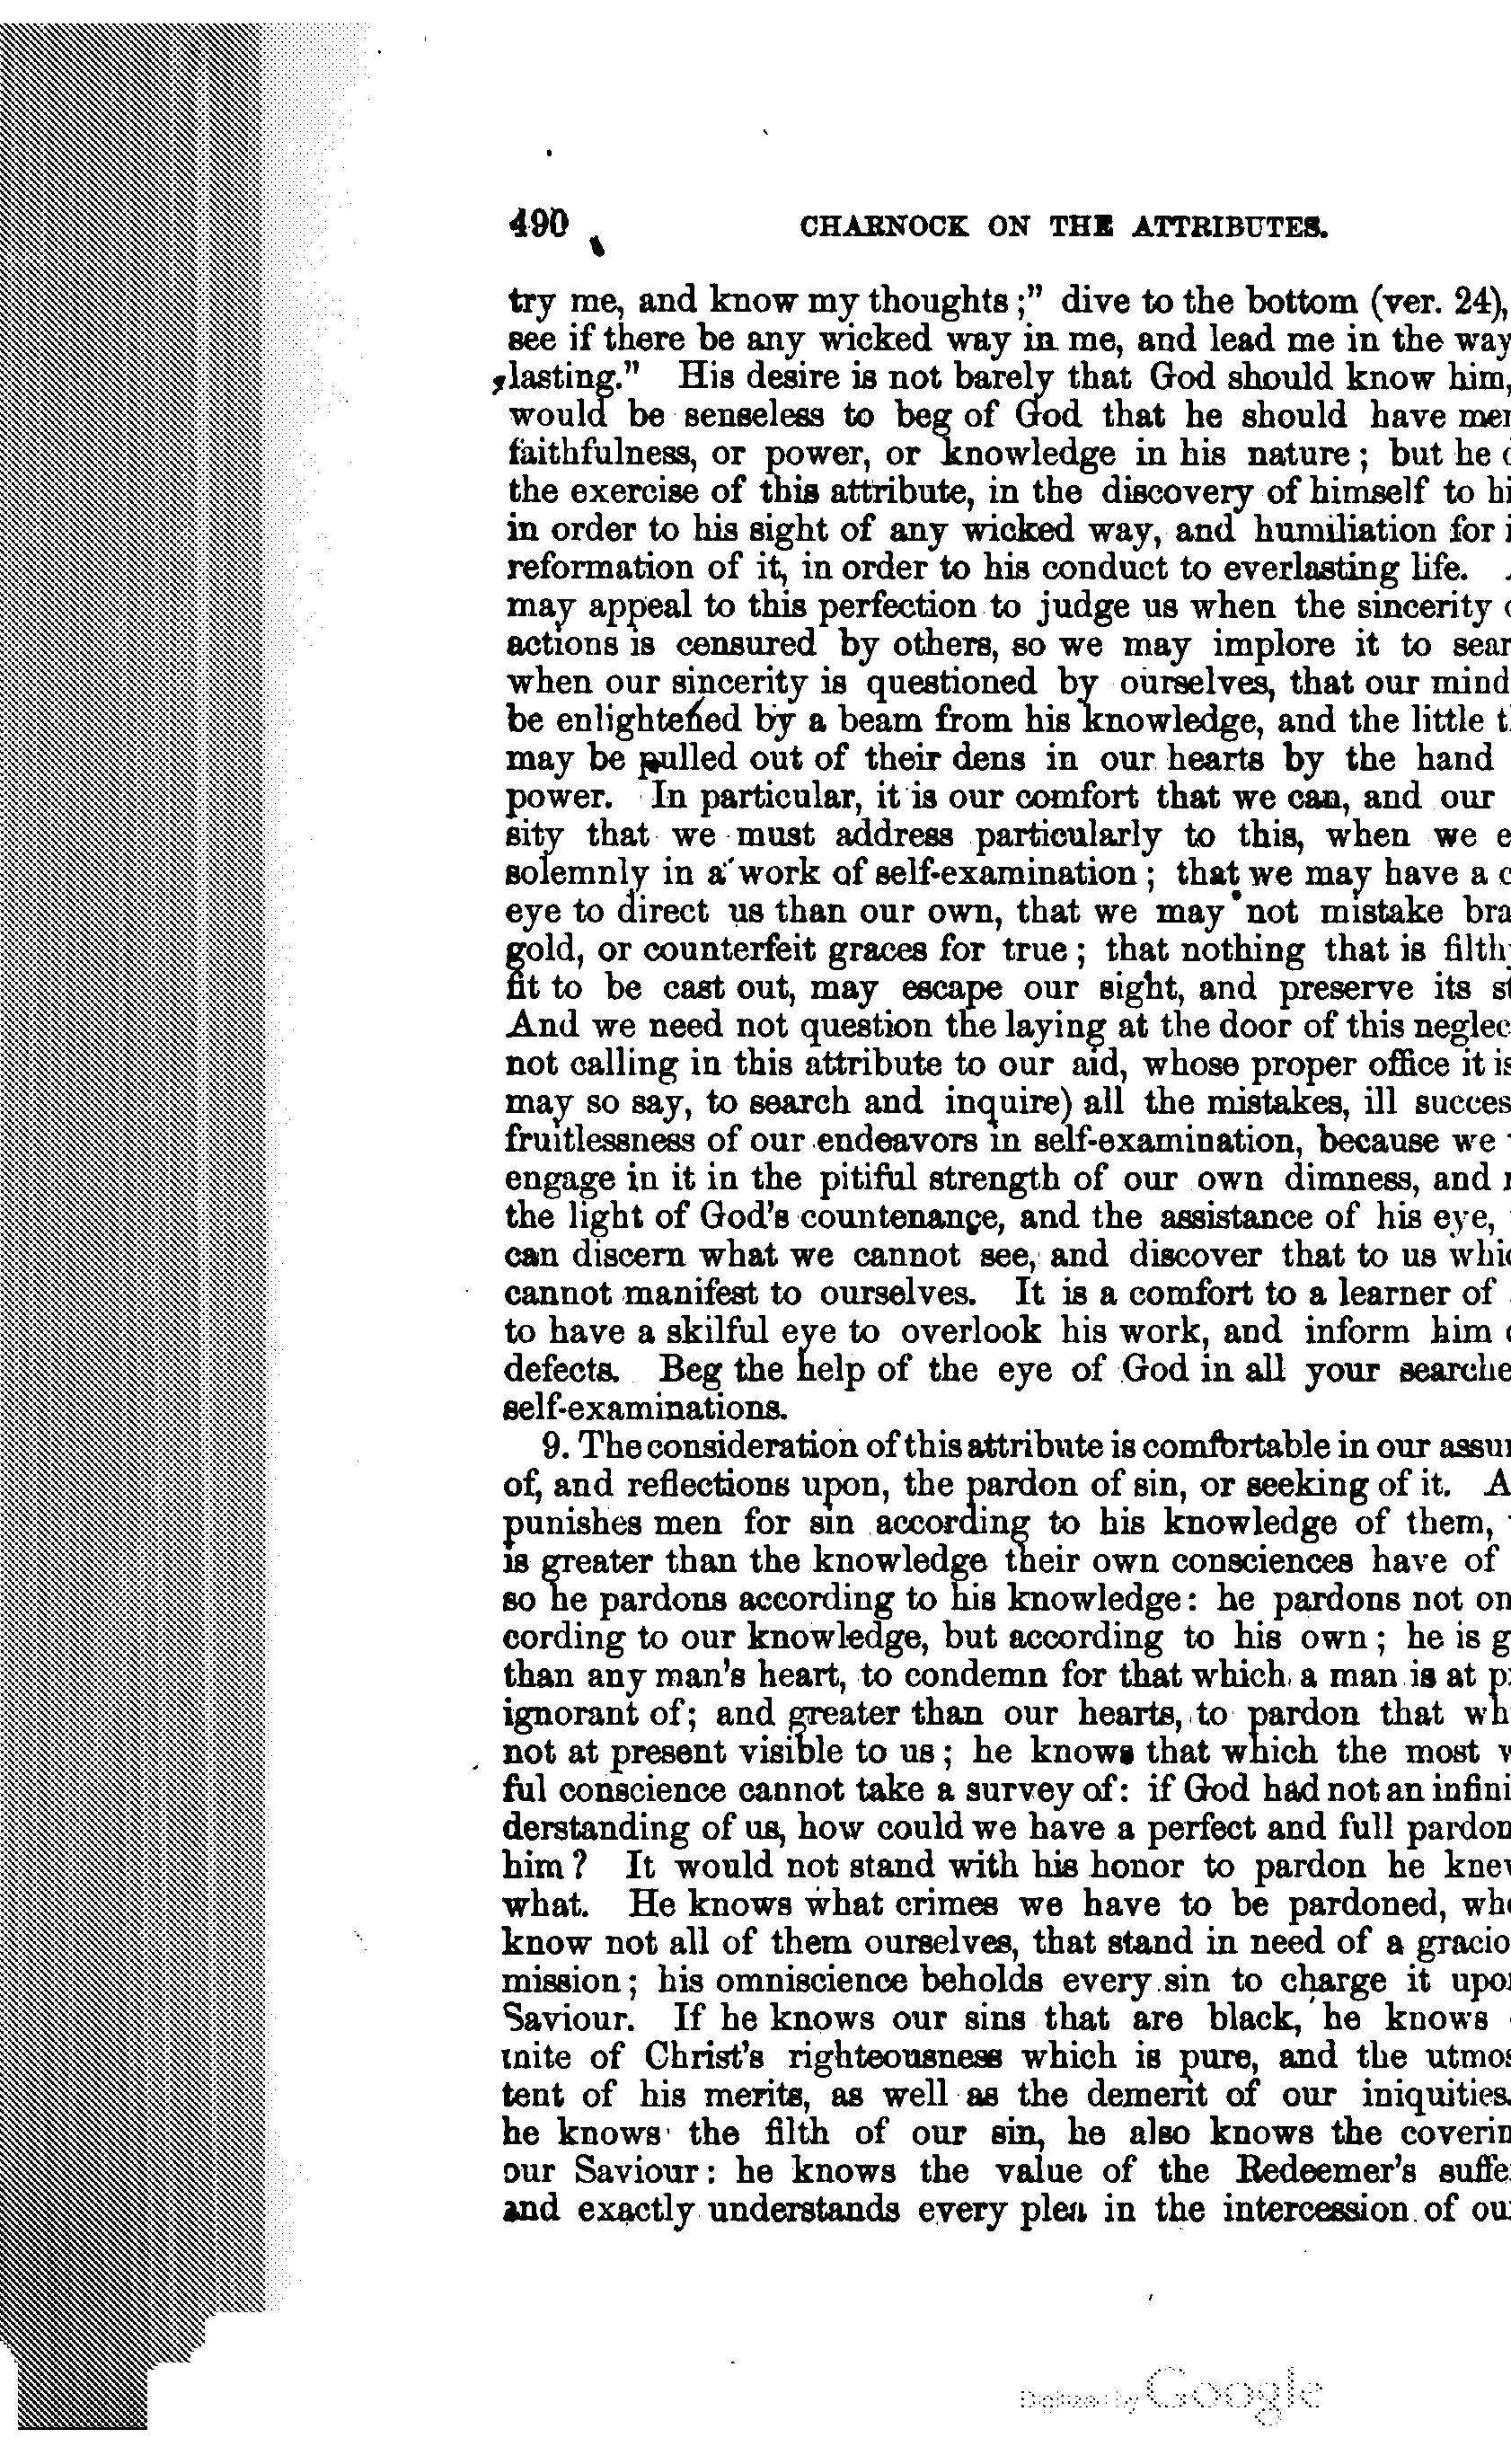 490 CHARNOCK ON THE ATTRIBUTES.
try me, and know my thoughts;" dive to the bottom (ver. 24),
see if there be any wicked way in me, and lead me in the way
lasting." His desire is not barely that God should know him,
would be senseless to beg of God that he should have mer
faithfulness, or power, or knowledge in his nature; but he
the exercise of this attribute, in the discovery of himself to hi
in order to his sight of any wicked way, and humiliation for i
reformation of it, in order to his conduct to everlasting life.
may appeal to this perfection to judge us when the sincerity
actions is censured by others, so we may implore it to sear
when our sincerity is questioned by ourselves, that our mind
be enlightened by a beam from his knowledge, and the little t
may be pulled out of their dens in our hearts by the hand
power. In particular, it is our comfort that we can, and our
sity that we must address particularly to this, when we e
solemnly in a work of self-examination; that we may have a c
eye to direct us than our own, that we may not mistake bra
gold, or counterfeit graces for true; that nothing that is filth
fit to be cast out, may escape our sight, and preserve its st
And we need not question the laying at the door of this neglec
not calling in this attribute to our aid, whose proper office it is
may so say, to search and inquire) all the mistakes, ill succes
fruitlessness of our endeavors in self-examination, because we
engage in it in the pitiful strength of our own dimness, and
the light of God's countenance, and the assistance of his eye,
can discern what we cannot see, and discover that to us whic
cannot manifest to ourselves. It is a comfort to a learner of
to have a skilful eye to overlook his work, and inform him
defects. Beg the help of the eye of God in all your searche
self-examinations.
9. The consideration of this attribute is comfortable in our assu
of, and reflections upon, the pardon of sin, or seeking of it. A
punishes men for sin according to his knowledge of them,
is greater than the knowledge their own consciences have of
so he pardons according to his knowledge: he pardons not on
cording to our knowledge, but according to his own; he is g
than any man's heart, to condemn for that which a man is at p
ignorant of; and greater than our hearts, to pardon that wh
not at present visible to us; he knows that which the most
ful conscience cannot take a survey of: if God had not an infini
derstanding of us, how could we have a perfect and full pardon
him? It would not stand with his honor to pardon he knew
what. He knows what crimes we have to be pardoned, whe
know not all of them ourselves, that stand in need of a gracio
mission; his omniscience beholds every sin to charge it upon
Saviour. If he knows our sins that are black, he knows
mite of Christ's righteousness which is pure, and the utmos
tent of his merits, as well as the demerit of our iniquities.
he knows the filth of our sin, he also knows the coverin
our Saviour: he knows the value of the Redeemer's suffe
and exactly understands every plea in the intercession of ou
Digitized by Google